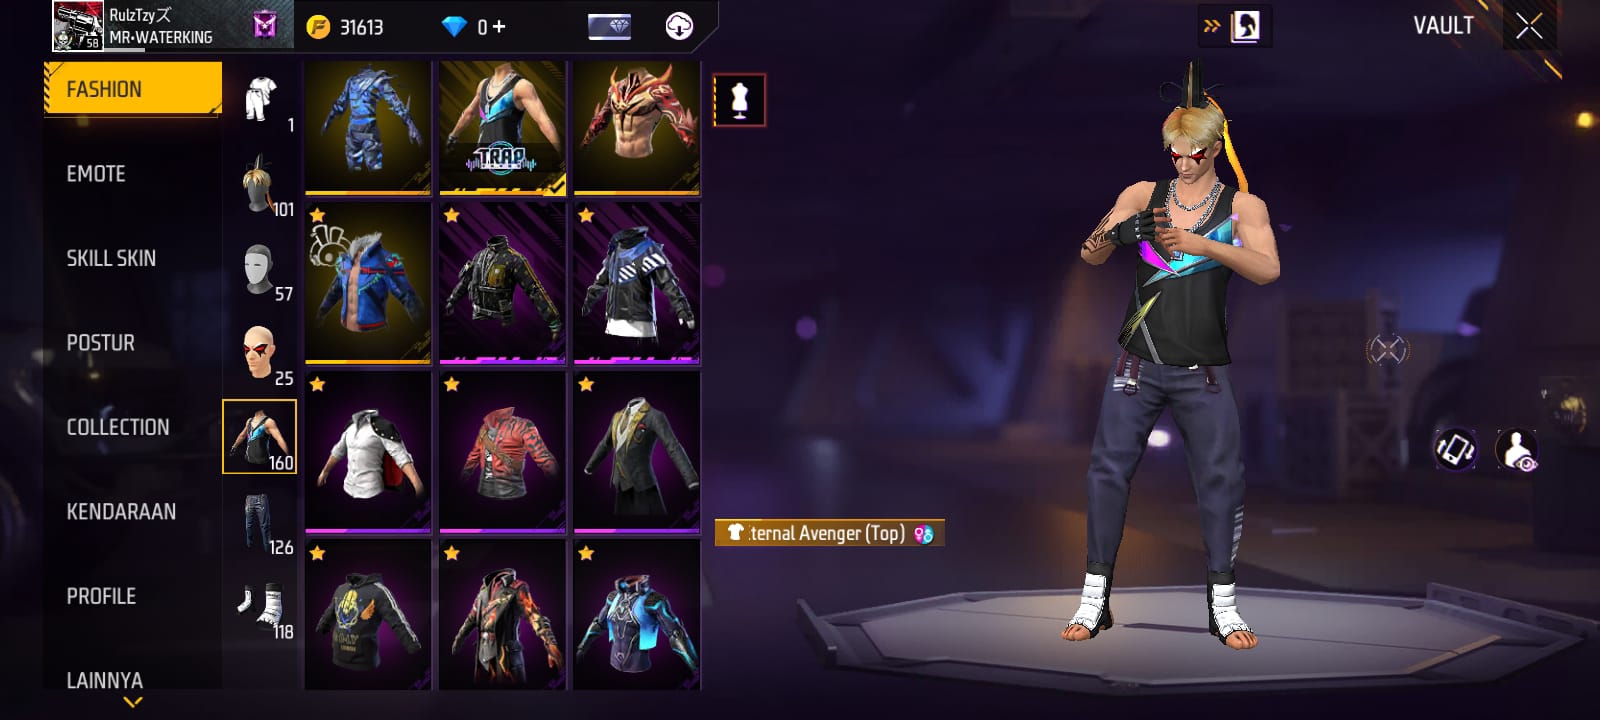 RulzTzyズ
58
MR•WATERKING
31613
0 +
VAULT
FASHION
EMOTE
SKILL SKIN
POSTUR
COLLECTION
KENDARAAN
PROFILE
LAINNYA
1
101
57
25
160
126
118
TRAP
:ternal Avenger (Top)